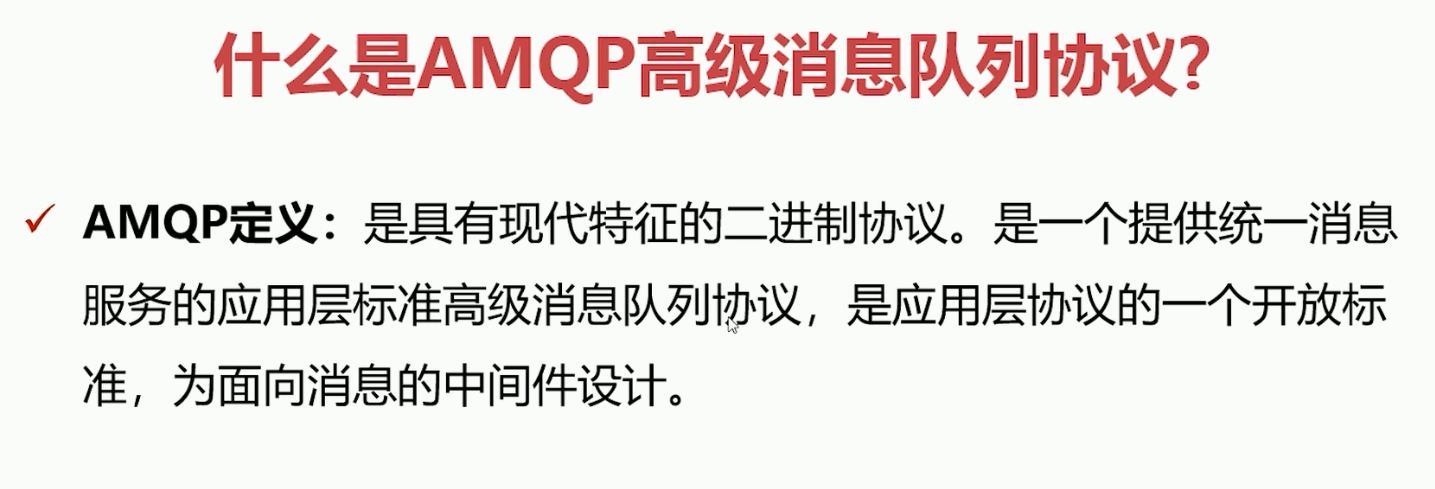 什么是AMQP高级消息队列协议?
AMQP定义：是具有现代特征的二进制协议。是一个提供统一消息
服务的应用层标准高级消息队列协议，是应用层协议的一个开放标
准，为面向消息的中间件设计。